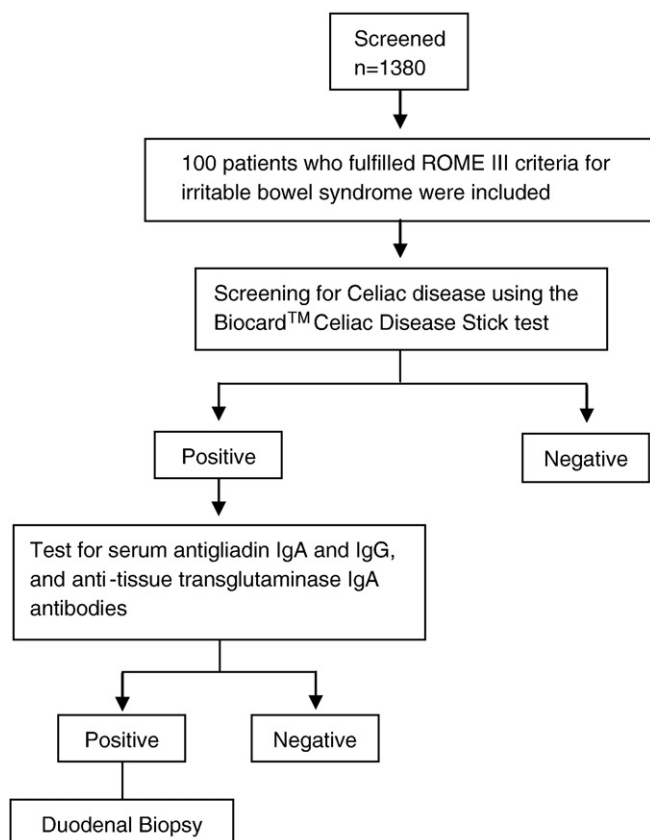 Screened
n=1380
100 patients who fulfilled ROME III criteria for
irritable bowel syndrome were included
Screening for Celiac disease using the
Biocard™ Celiac Disease Stick test
Positive
Negative
Test for serum antigliadin IgA and IgG,
and anti-tissue transglutaminase IgA
antibodies
Positive
Negative
Duodenal Biopsy